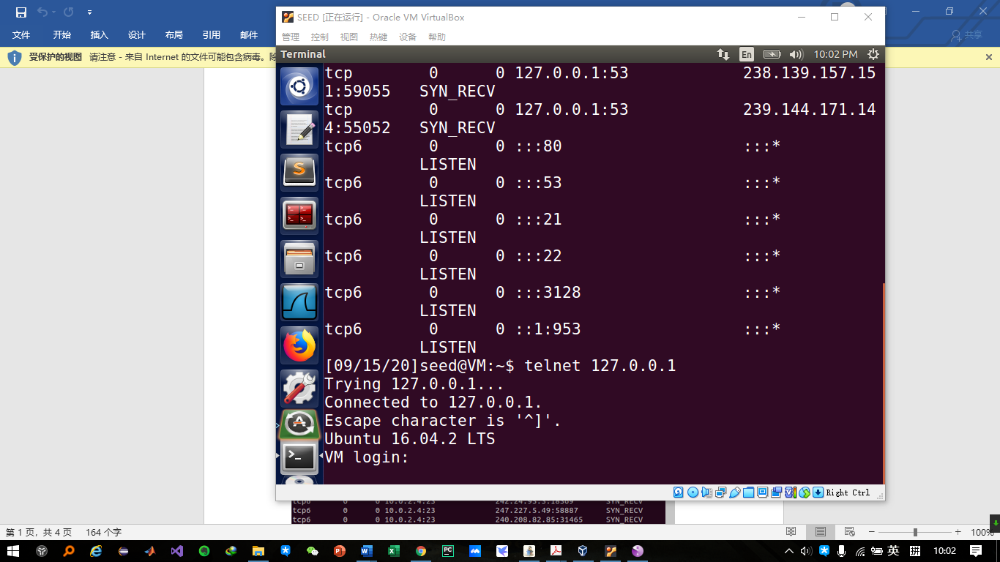 SEED [正在运行] - Oracle VM VirtualBox
文件 开始 插入 设计 布局 引用 邮件
共享
管理 控制 视图 热键 设备 帮助
受保护的视图 请注意 - 来自 Internet 的文件可能包含病毒。除
Terminal En 10:02 PM
tcp 0 0 127.0.0.1:53 238.139.157.15
1:59055 SYN_RECV
tcp 0 0 127.0.0.1:53 239.144.171.14
4:55052 SYN_RECV
tcp6 0 0 :::80 :::*
LISTEN
tcp6 0 0 :::53 :::*
LISTEN
tcp6 0 0 :::21 :::*
LISTEN
tcp6 0 0 :::22 :::*
LISTEN
tcp6 0 0 :::3128 :::*
LISTEN
tcp6 0 0 ::1:953 :::*
LISTEN
[09/15/20]seed@VM:~$ telnet 127.0.0.1
Trying 127.0.0.1...
Connected to 127.0.0.1.
Escape character is '^]'.
Ubuntu 16.04.2 LTS
VM login:
Right Ctrl
tcp6 0 0 10.0.2.4:23 SYN_RECV
tcp6 0 0 10.0.2.4:23 247.227.5.49:58887 SYN_RECV
tcp6 0 0 10.0.2.4:23 240.208.82.85:31465 SYN_RECV
第 1 页，共 4 页 164 个字 100%
英 拼 10:02